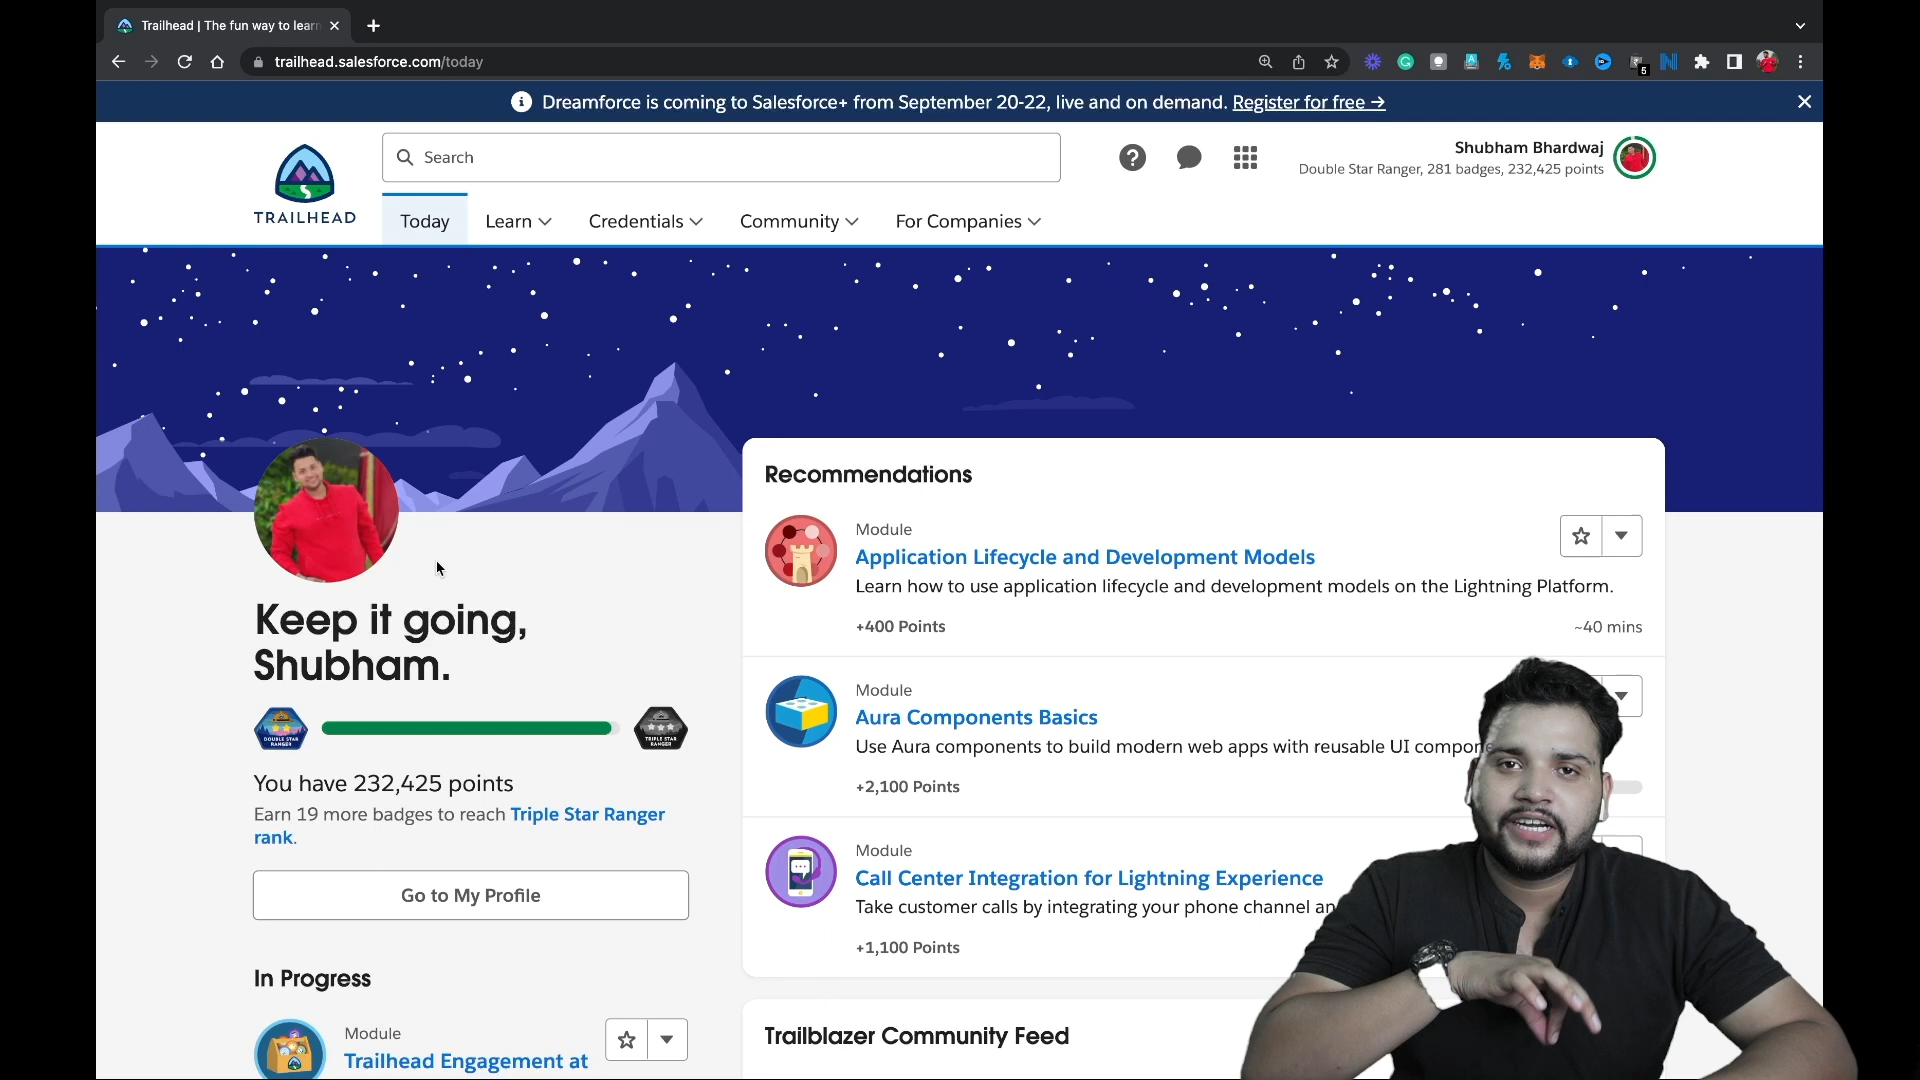 Trailhead | The fun way to learn
trailhead.salesforce.com/today
5
Dreamforce is coming to Salesforce+ from September 20-22, live and on demand. Register for free →
TRAILHEAD
Search
Shubham Bhardwaj
Double Star Ranger, 281 badges, 232,425 points
Today
Learn
Credentials
Community
For Companies
Keep it going,
Shubham.
DOUBLE STAR
RANGER
TRIPLE STAR
RANGER
You have 232,425 points
Earn 19 more badges to reach Triple Star Ranger
rank.
Go to My Profile
In Progress
Module
Trailhead Engagement at
Recommendations
Module
Application Lifecycle and Development Models
Learn how to use application lifecycle and development models on the Lightning Platform.
+400 Points
~40 mins
Module
Aura Components Basics
Use Aura components to build modern web apps with reusable UI
+2,100 Points
Module
Call Center Integration for Lightning Experience
Take customer calls by integrating your phone channel
+1,100 Points
Trailblazer Community Feed